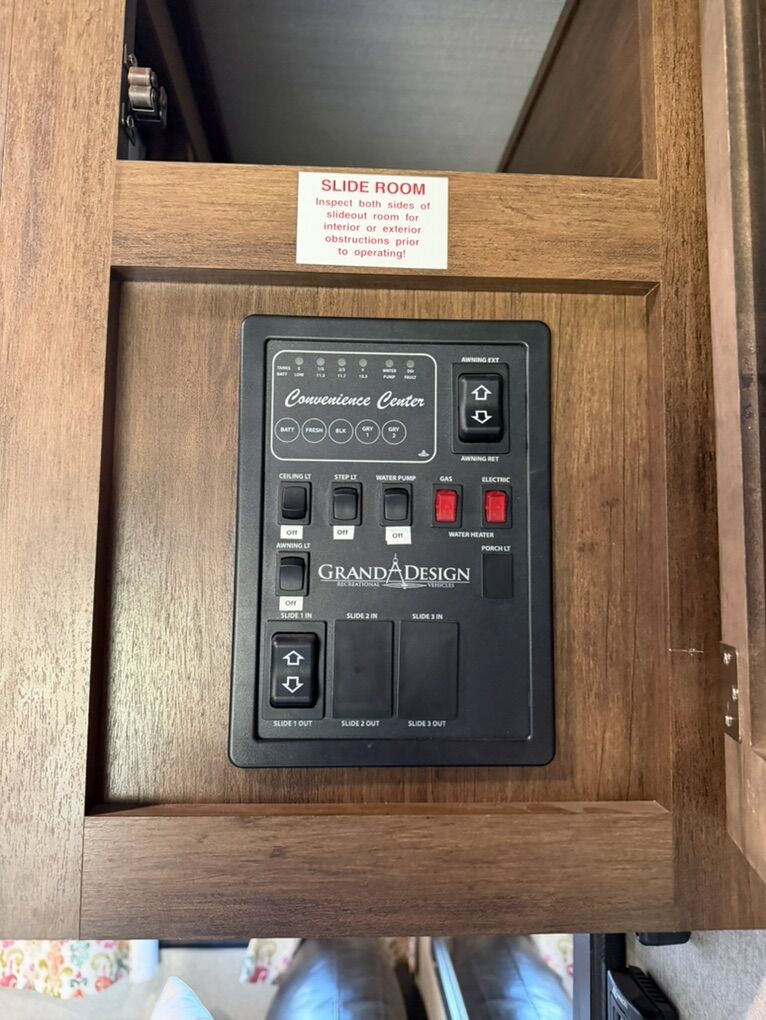 SLIDE ROOM
Inspect both sides of
slideout room for
interior or exterior
obstructions prior
to operating!
AWNING EXT
TANKS E 1/3 2/3 F WATER DSI
BATT LOW 11.2 11.7 13.3 PUMP FAULT
Convenience Center
BATT FRESH BLK GRY 1 GRY 2
AWNING RET
CEILING LT STEP LT WATER PUMP GAS ELECTRIC
Off Off Off WATER HEATER
AWNING LT PORCH LT
GRAND DESIGN
RECREATIONAL VEHICLES
Off
SLIDE 1 IN SLIDE 2 IN SLIDE 3 IN
SLIDE 1 OUT SLIDE 2 OUT SLIDE 3 OUT